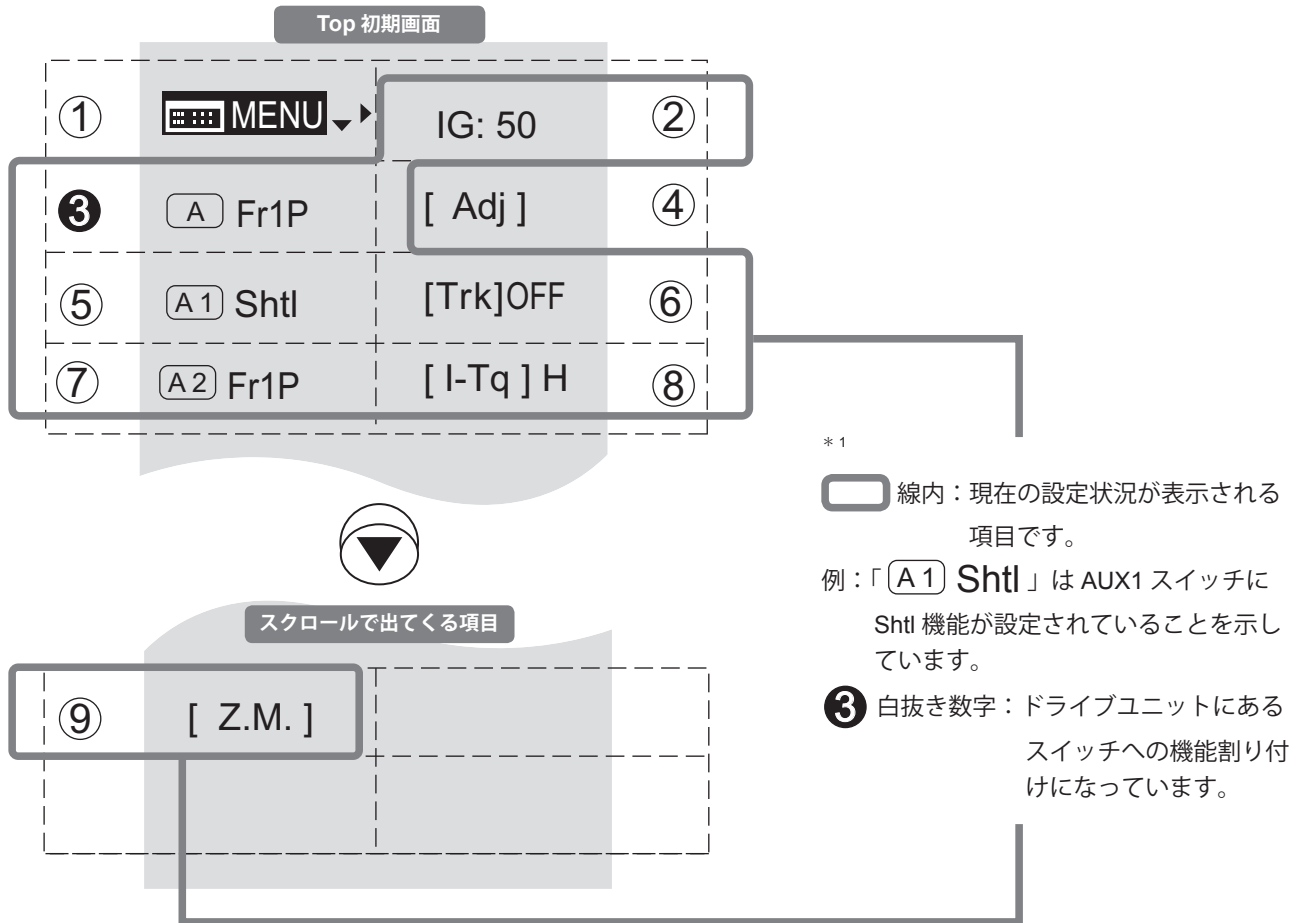 Top 初期画面
① MENU IG: 50 ②
❸ A Fr1P [ Adj ] ④
⑤ A 1 Shtl [Trk]OFF ⑥
⑦ A 2 Fr1P [ I-Tq ] H ⑧
スクロールで出てくる項目
⑨ [ Z.M. ]
＊1
線内：現在の設定状況が表示される
項目です。
例：「 A 1 Shtl 」は AUX1 スイッチに
Shtl 機能が設定されていることを示し
ています。
❸ 白抜き数字：ドライブユニットにある
スイッチへの機能割り付
けになっています。